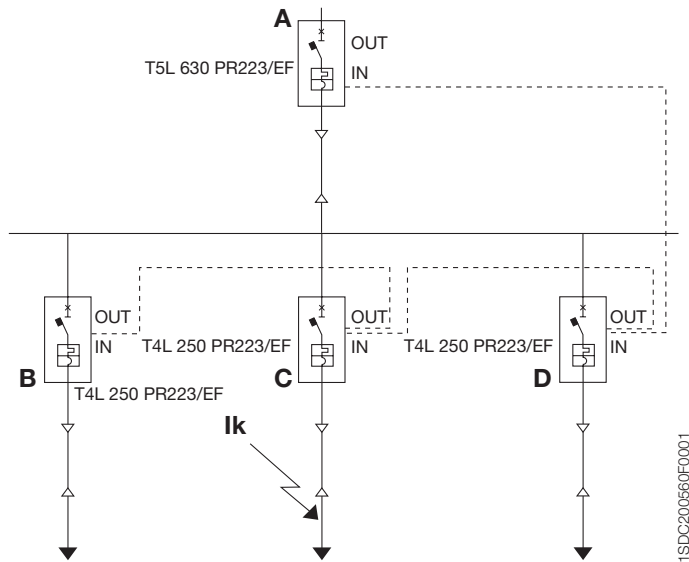 A
OUT
T5L 630 PR223/EF
IN
OUT
OUT
OUT
IN
T4L 250 PR223/EF
IN
T4L 250 PR223/EF
IN
B
T4L 250 PR223/EF
C
D
Ik
1SDC200560F0001